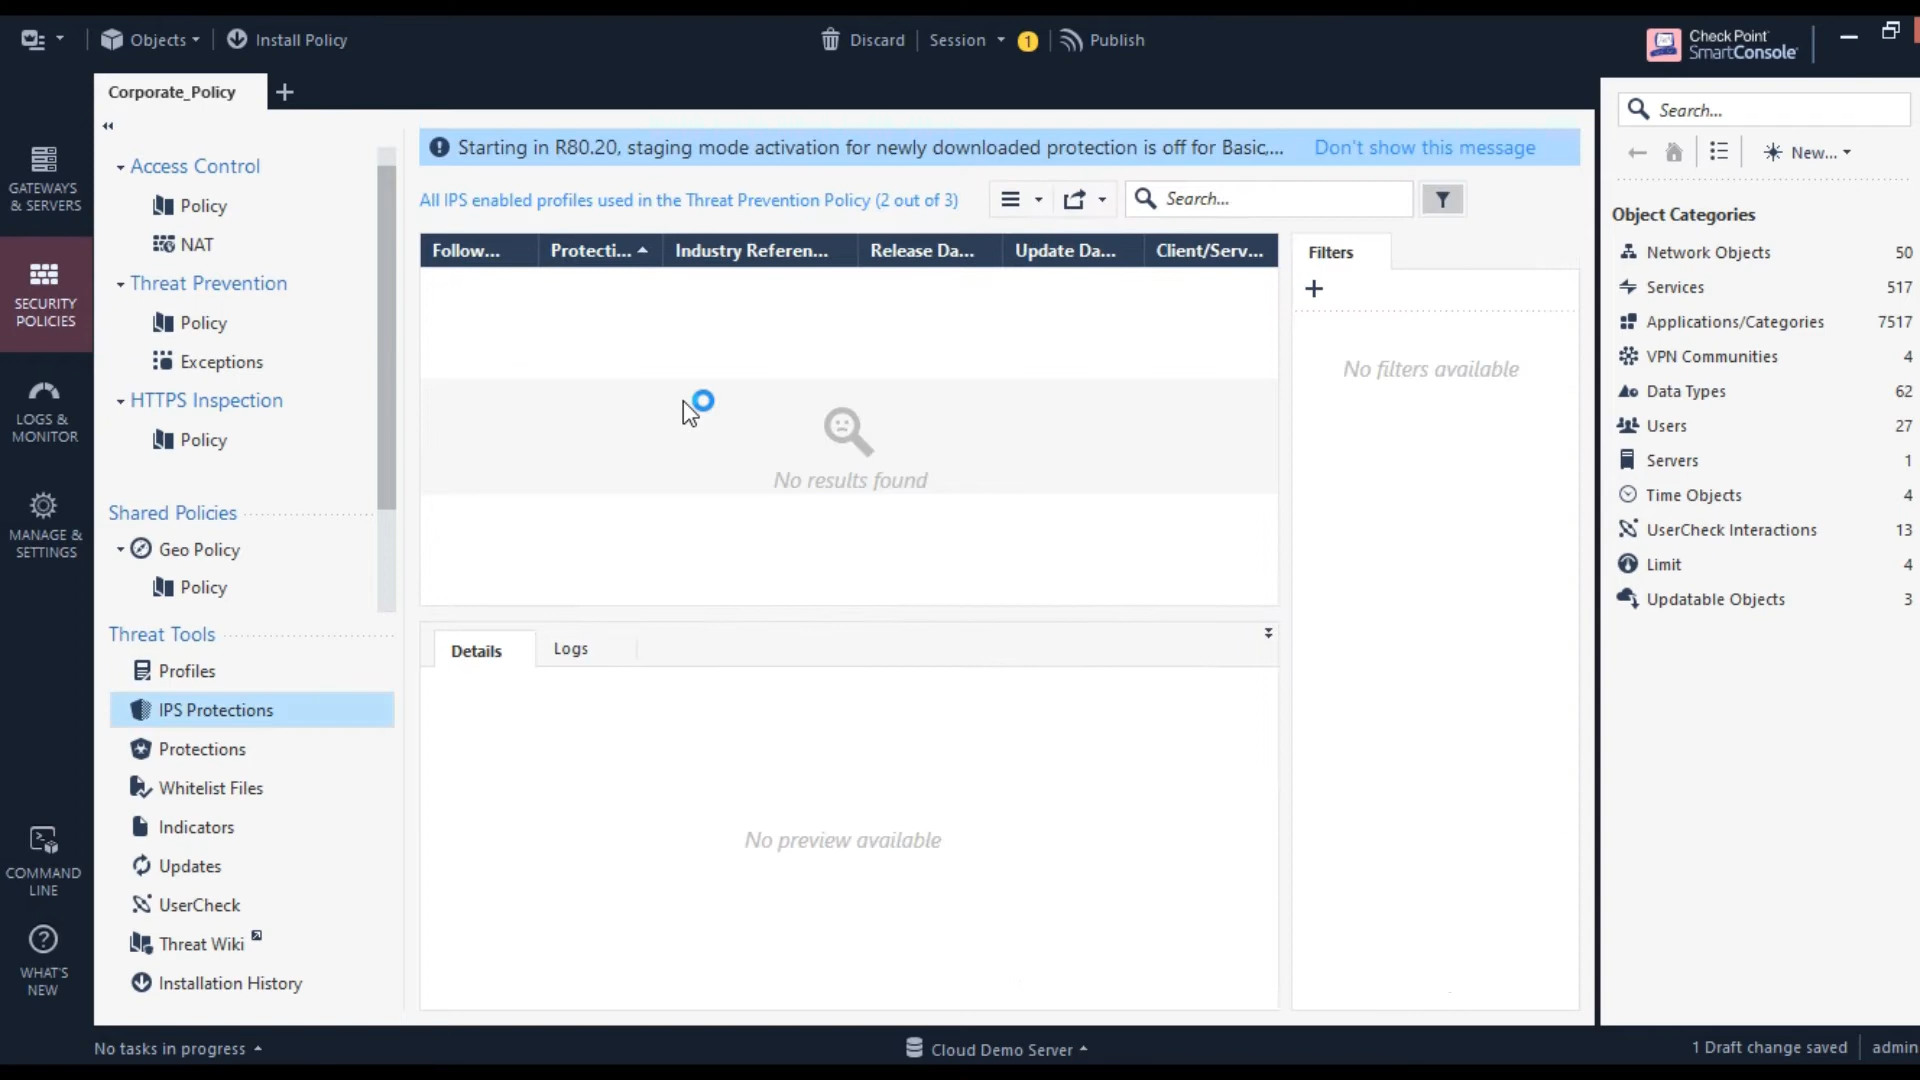 Objects
Install Policy
Discard
Session
1
Publish
Check Point
SmartConsole
Corporate_Policy
GATEWAYS
& SERVERS
SECURITY
POLICIES
LOGS &
MONITOR
MANAGE &
SETTINGS
COMMAND
LINE
WHAT'S
NEW
Access Control
Policy
NAT
Threat Prevention
Policy
Exceptions
HTTPS Inspection
Policy
Shared Policies
Geo Policy
Policy
Threat Tools
Profiles
IPS Protections
Protections
Whitelist Files
Indicators
Updates
UserCheck
Threat Wiki
Installation History
Starting in R80.20, staging mode activation for newly downloaded protection is off for Basic,... Don't show this message
All IPS enabled profiles used in the Threat Prevention Policy (2 out of 3)
Search...
Follow... Protecti... Industry Referen... Release Da... Update Da... Client/Serv...
No results found
Details Logs
No preview available
Filters
No filters available
Search...
New...
Object Categories
Network Objects 50
Services 517
Applications/Categories 7517
VPN Communities 4
Data Types 62
Users 27
Servers 1
Time Objects 4
UserCheck Interactions 13
Limit 4
Updatable Objects 3
No tasks in progress
Cloud Demo Server
1 Draft change saved
admin